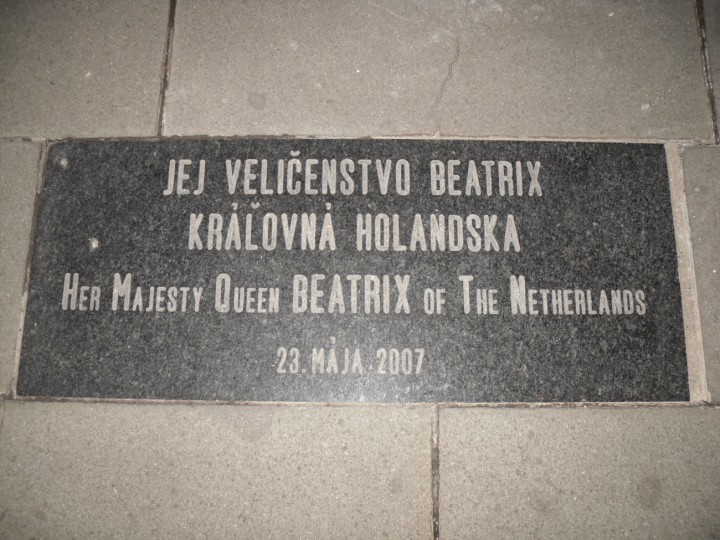 JEJ VELIČENSTVO BEATRIX
KRÁĽOVNÁ HOLANDSKA
HER MAJESTY QUEEN BEATRIX OF THE NETHERLANDS
23. MÁJA 2007